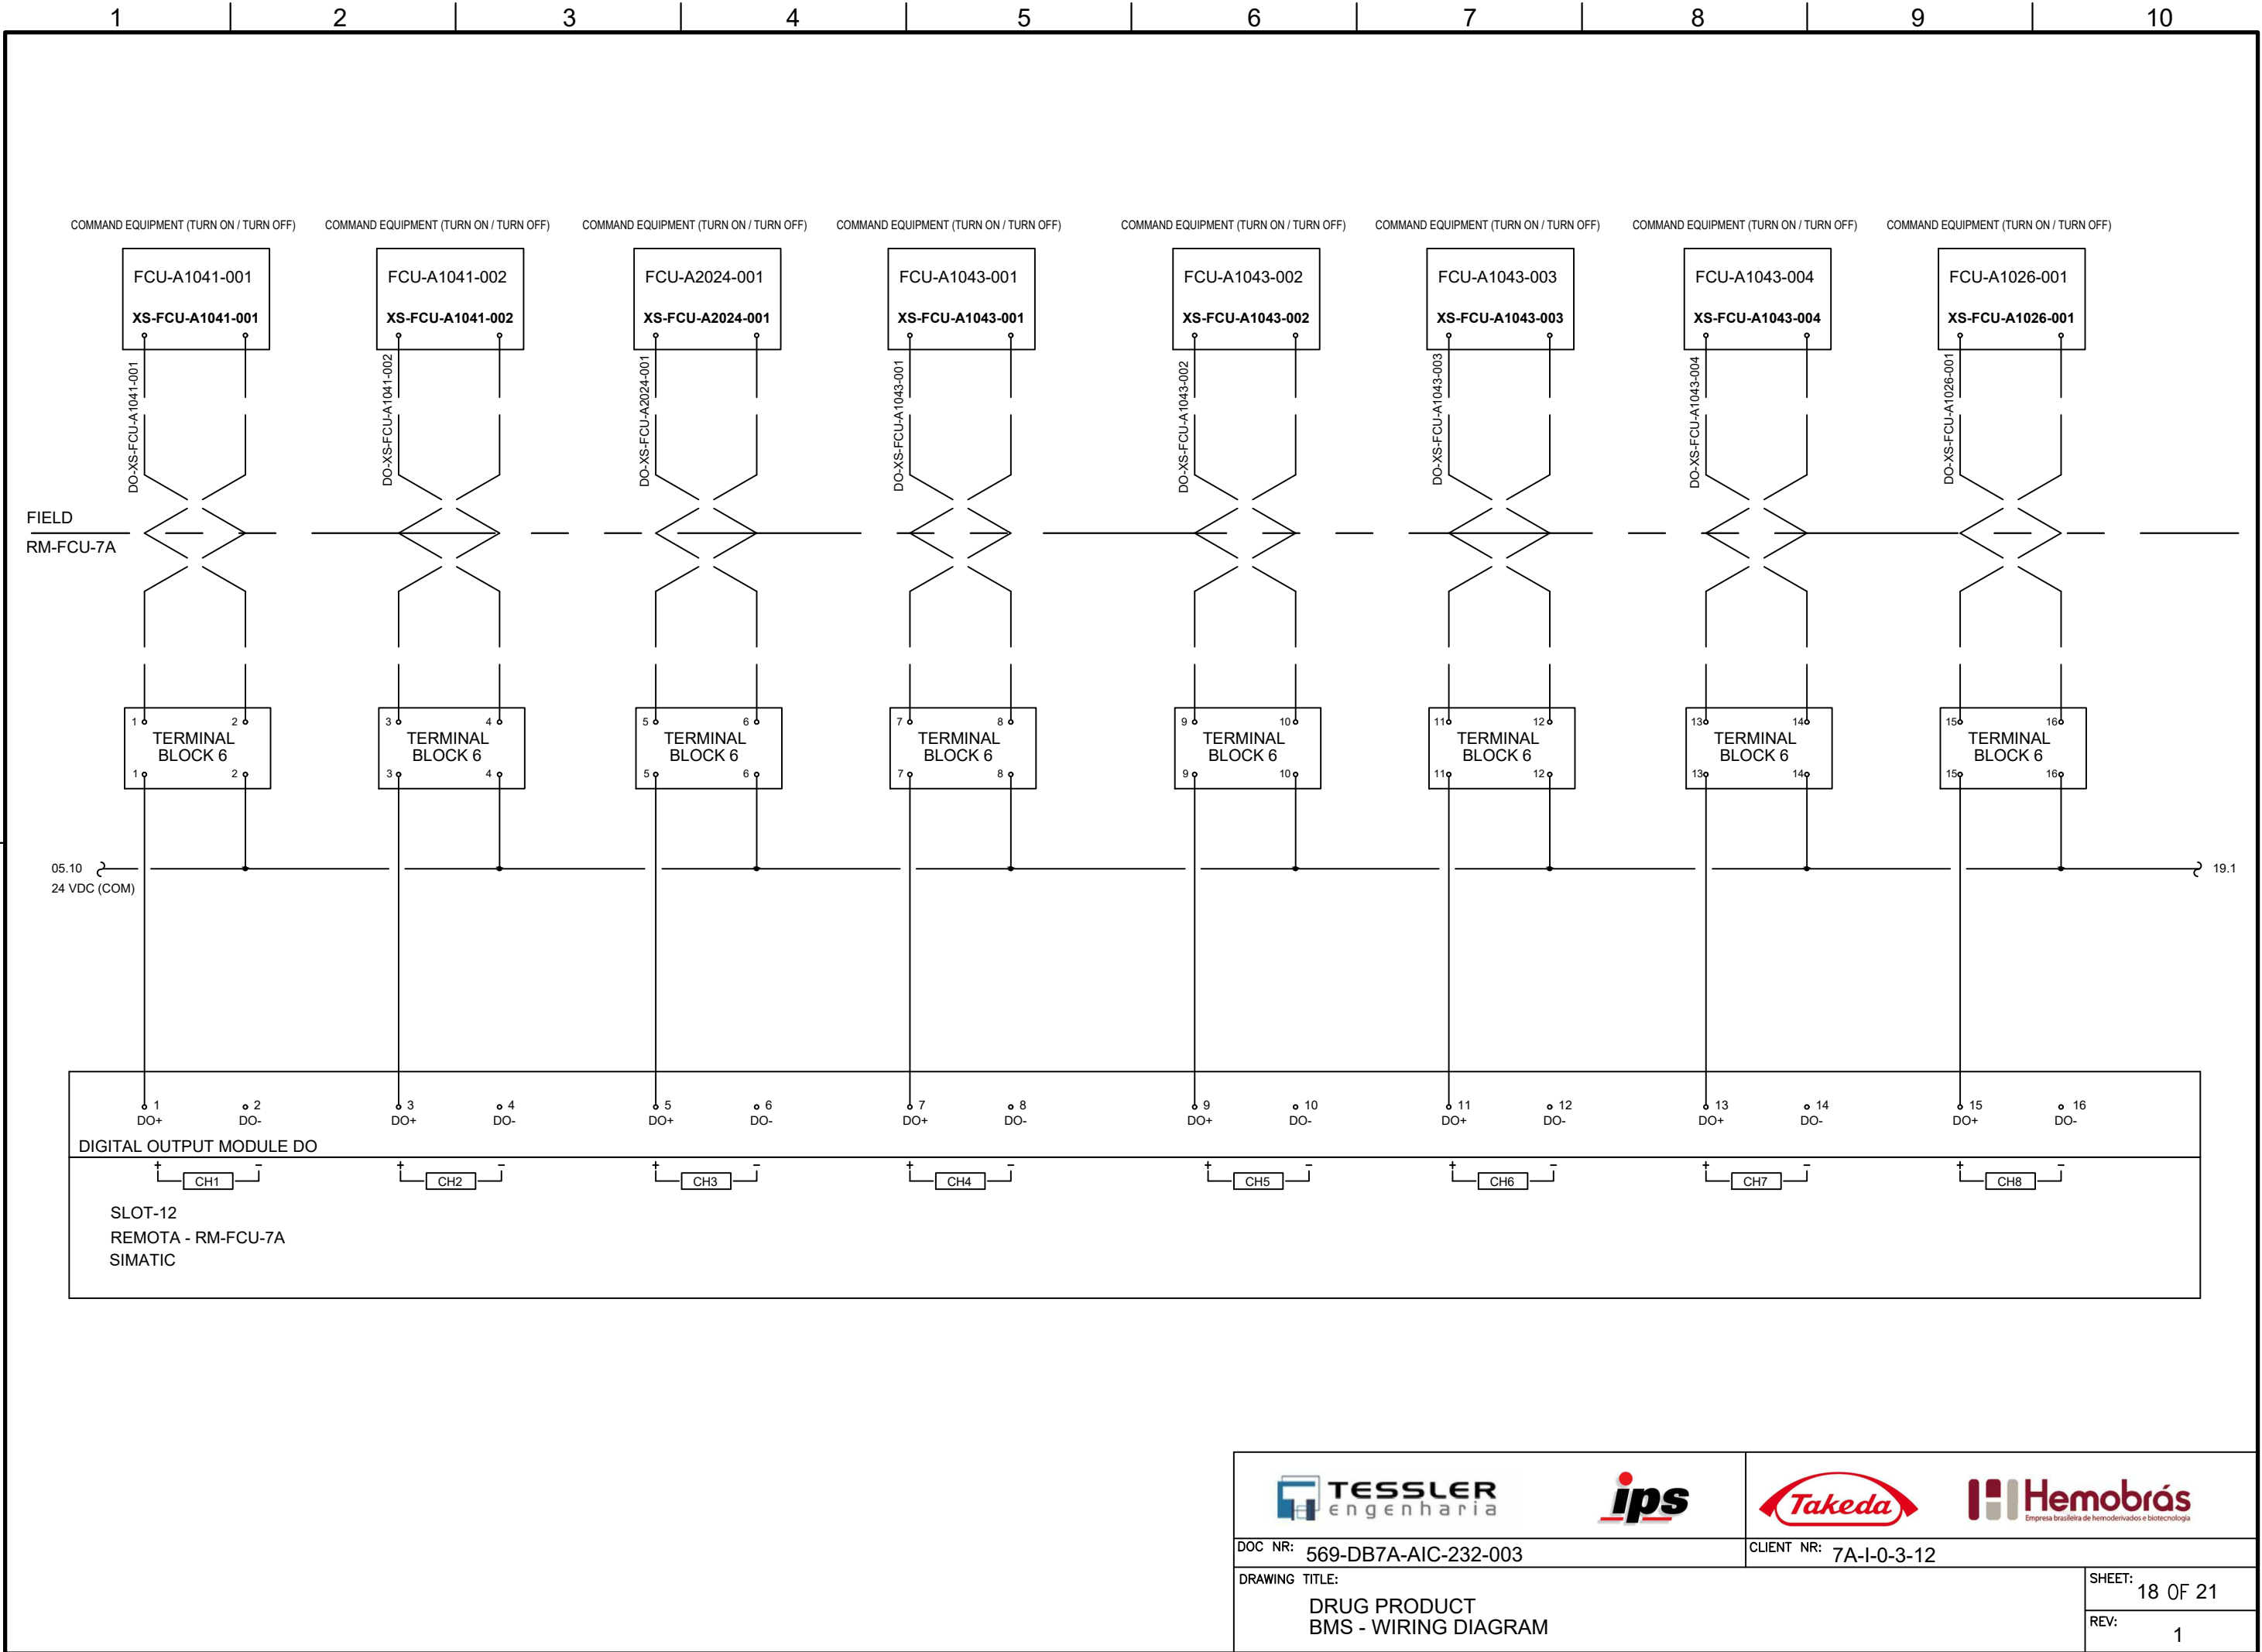 1 2 3 4 5 6 7 8 9 10
COMMAND EQUIPMENT (TURN ON / TURN OFF) COMMAND EQUIPMENT (TURN ON / TURN OFF) COMMAND EQUIPMENT (TURN ON / TURN OFF) COMMAND EQUIPMENT (TURN ON / TURN OFF) COMMAND EQUIPMENT (TURN ON / TURN OFF) COMMAND EQUIPMENT (TURN ON / TURN OFF) COMMAND EQUIPMENT (TURN ON / TURN OFF) COMMAND EQUIPMENT (TURN ON / TURN OFF)
FCU-A1041-001 FCU-A1041-002 FCU-A2024-001 FCU-A1043-001 FCU-A1043-002 FCU-A1043-003 FCU-A1043-004 FCU-A1026-001
XS-FCU-A1041-001 XS-FCU-A1041-002 XS-FCU-A2024-001 XS-FCU-A1043-001 XS-FCU-A1043-002 XS-FCU-A1043-003 XS-FCU-A1043-004 XS-FCU-A1026-001
DO-XS-FCU-A1041-001 DO-XS-FCU-A1041-002 DO-XS-FCU-A2024-001 DO-XS-FCU-A1043-001 DO-XS-FCU-A1043-002 DO-XS-FCU-A1043-003 DO-XS-FCU-A1043-004 DO-XS-FCU-A1026-001
FIELD
RM-FCU-7A
1 2 3 4 5 6 7 8 9 10 11 12 13 14 15 16
TERMINAL TERMINAL TERMINAL TERMINAL TERMINAL TERMINAL TERMINAL TERMINAL
BLOCK 6 BLOCK 6 BLOCK 6 BLOCK 6 BLOCK 6 BLOCK 6 BLOCK 6 BLOCK 6
1 2 3 4 5 6 7 8 9 10 11 12 13 14 15 16
05.10 19.1
24 VDC (COM)
1 2 3 4 5 6 7 8 9 10 11 12 13 14 15 16
DO+ DO- DO+ DO- DO+ DO- DO+ DO- DO+ DO- DO+ DO- DO+ DO- DO+ DO-
DIGITAL OUTPUT MODULE DO
+ - + - + - + - + - + - + - + -
CH1 CH2 CH3 CH4 CH5 CH6 CH7 CH8
SLOT-12
REMOTA - RM-FCU-7A
SIMATIC
TESSLER
engenharia
ips
Takeda
Hemobrás
Empresa brasileira de hemoderivados e biotecnologia
DOC NR: 569-DB7A-AIC-232-003
CLIENT NR: 7A-I-0-3-12
DRAWING TITLE:
DRUG PRODUCT
BMS - WIRING DIAGRAM
SHEET: 18 OF 21
REV: 1